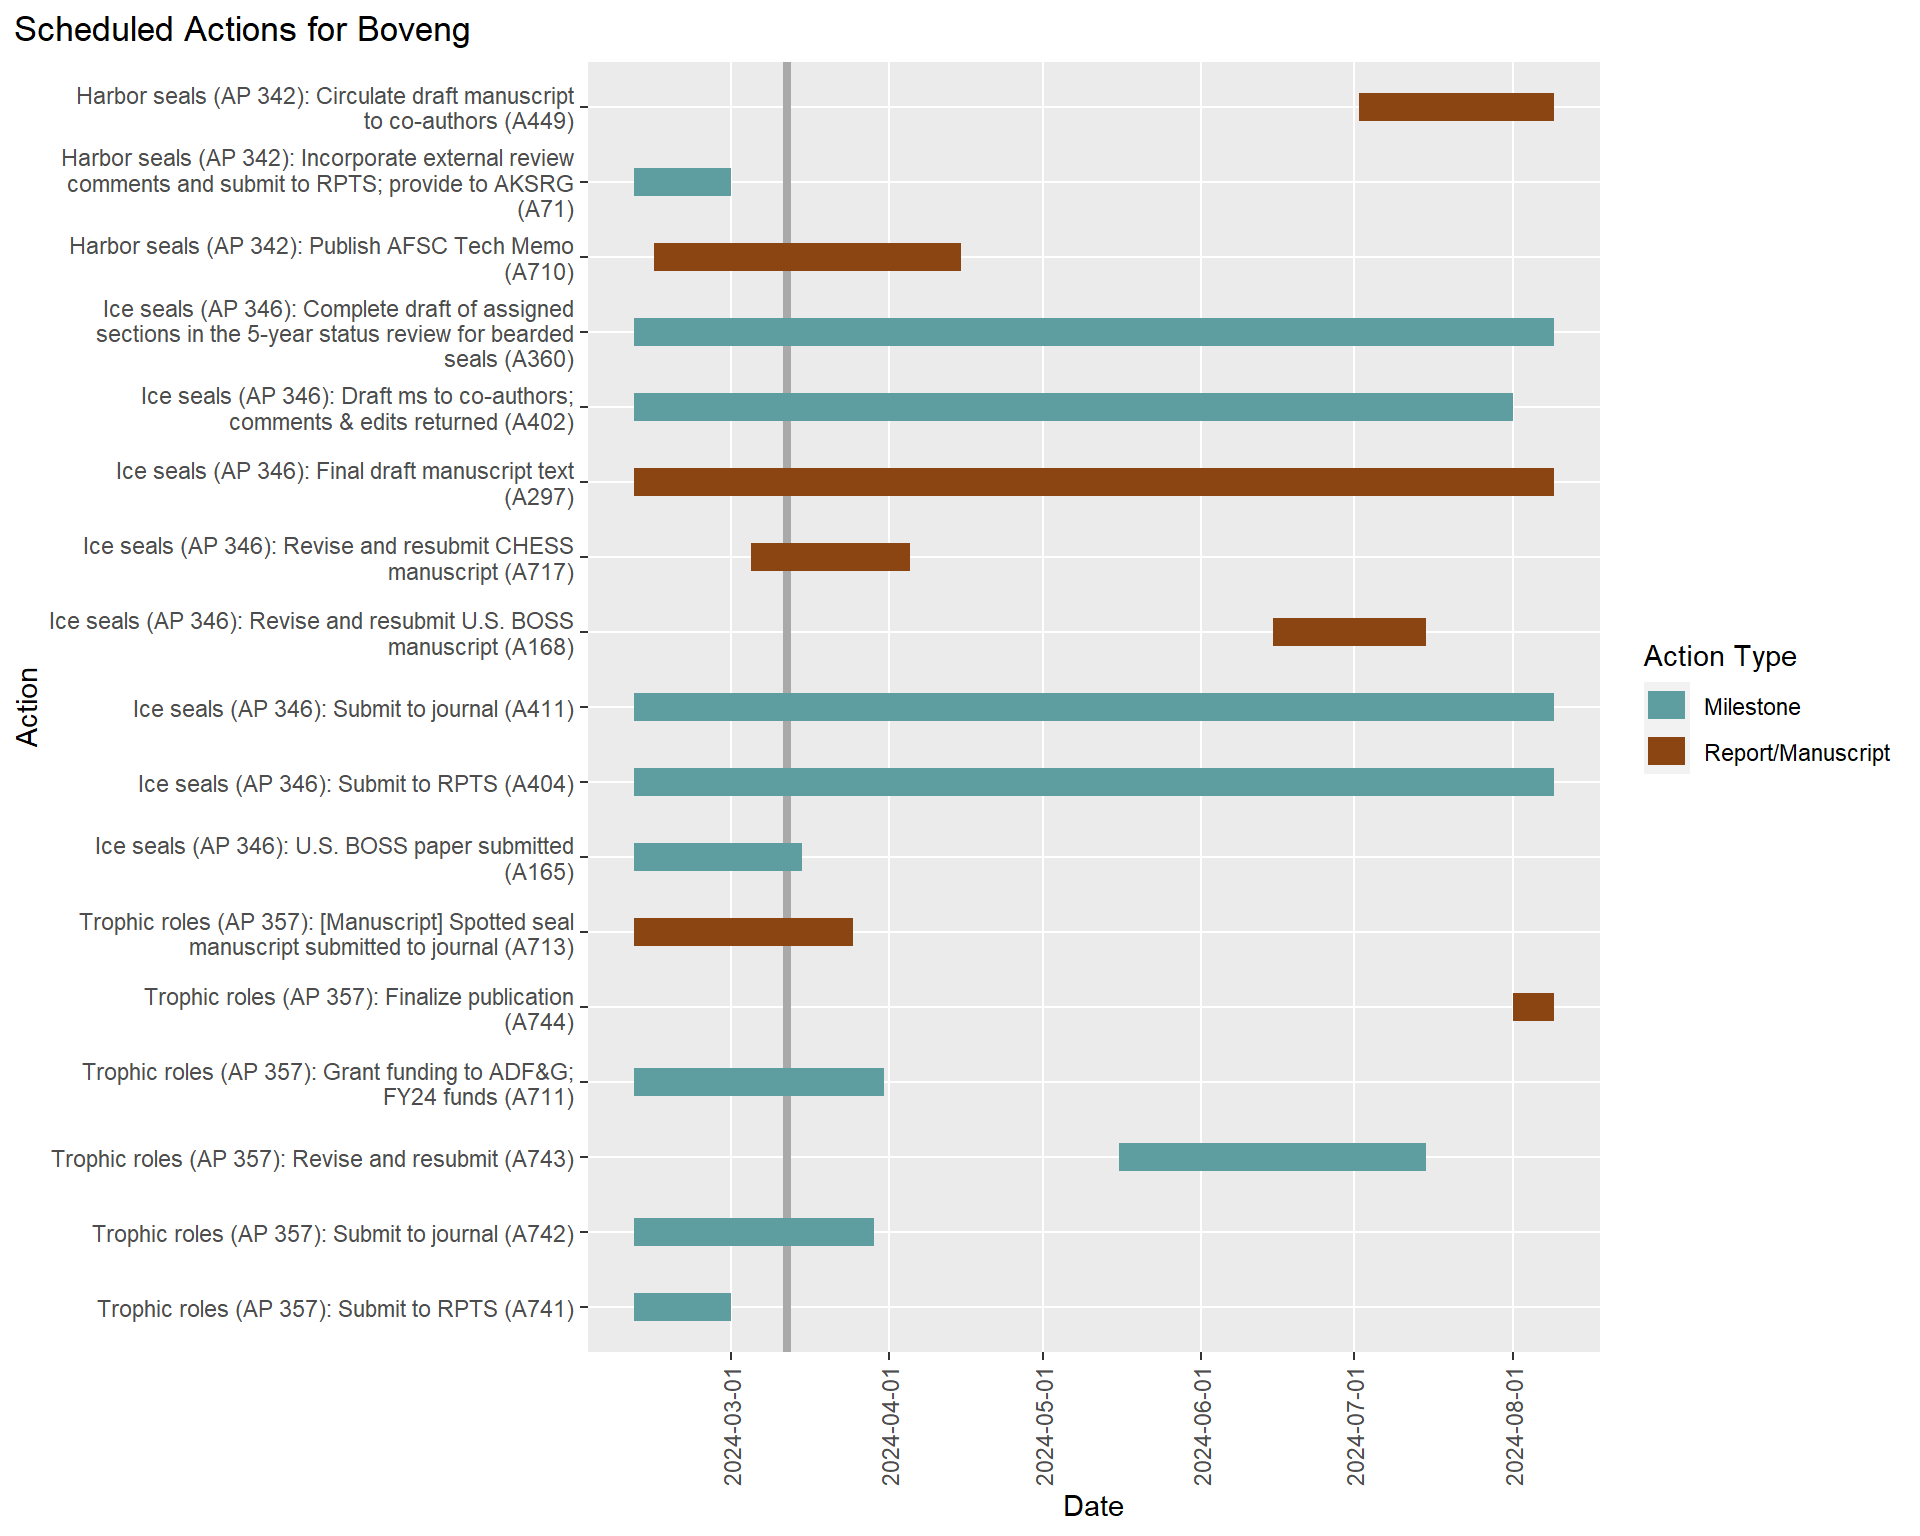 Scheduled Actions for Boveng
Harbor seals (AP 342): Circulate draft manuscript
to co-authors (A449)
Harbor seals (AP 342): Incorporate external review
comments and submit to RPTS; provide to AKSRG
(A71)
Harbor seals (AP 342): Publish AFSC Tech Memo
(A710)
Ice seals (AP 346): Complete draft of assigned
sections in the 5-year status review for bearded
seals (A360)
Ice seals (AP 346): Draft ms to co-authors;
comments & edits returned (A402)
Ice seals (AP 346): Final draft manuscript text
(A297)
Ice seals (AP 346): Revise and resubmit CHESS
manuscript (A717)
Ice seals (AP 346): Revise and resubmit U.S. BOSS
manuscript (A168)
Ice seals (AP 346): Submit to journal (A411)
Ice seals (AP 346): Submit to RPTS (A404)
Ice seals (AP 346): U.S. BOSS paper submitted
(A165)
Trophic roles (AP 357): [Manuscript] Spotted seal
manuscript submitted to journal (A713)
Trophic roles (AP 357): Finalize publication
(A744)
Trophic roles (AP 357): Grant funding to ADF&G;
FY24 funds (A711)
Trophic roles (AP 357): Revise and resubmit (A743)
Trophic roles (AP 357): Submit to journal (A742)
Trophic roles (AP 357): Submit to RPTS (A741)
Action
2024-03-01
2024-04-01
2024-05-01
2024-06-01
2024-07-01
2024-08-01
Date
Action Type
Milestone
Report/Manuscript